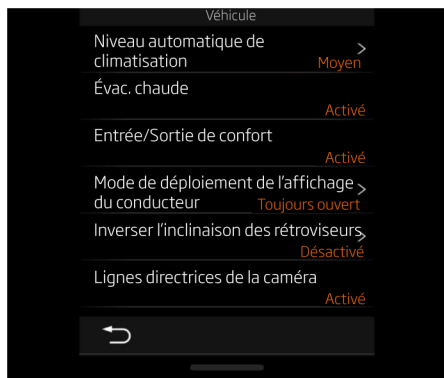 Véhicule
Niveau automatique de
climatisation
Moyen
Évac. chaude
Activé
Entrée/Sortie de confort
Activé
Mode de déploiement de l'affichage
du conducteur Toujours ouvert
Inverser l'inclinaison des rétroviseurs
Désactivé
Lignes directrices de la caméra
Activé